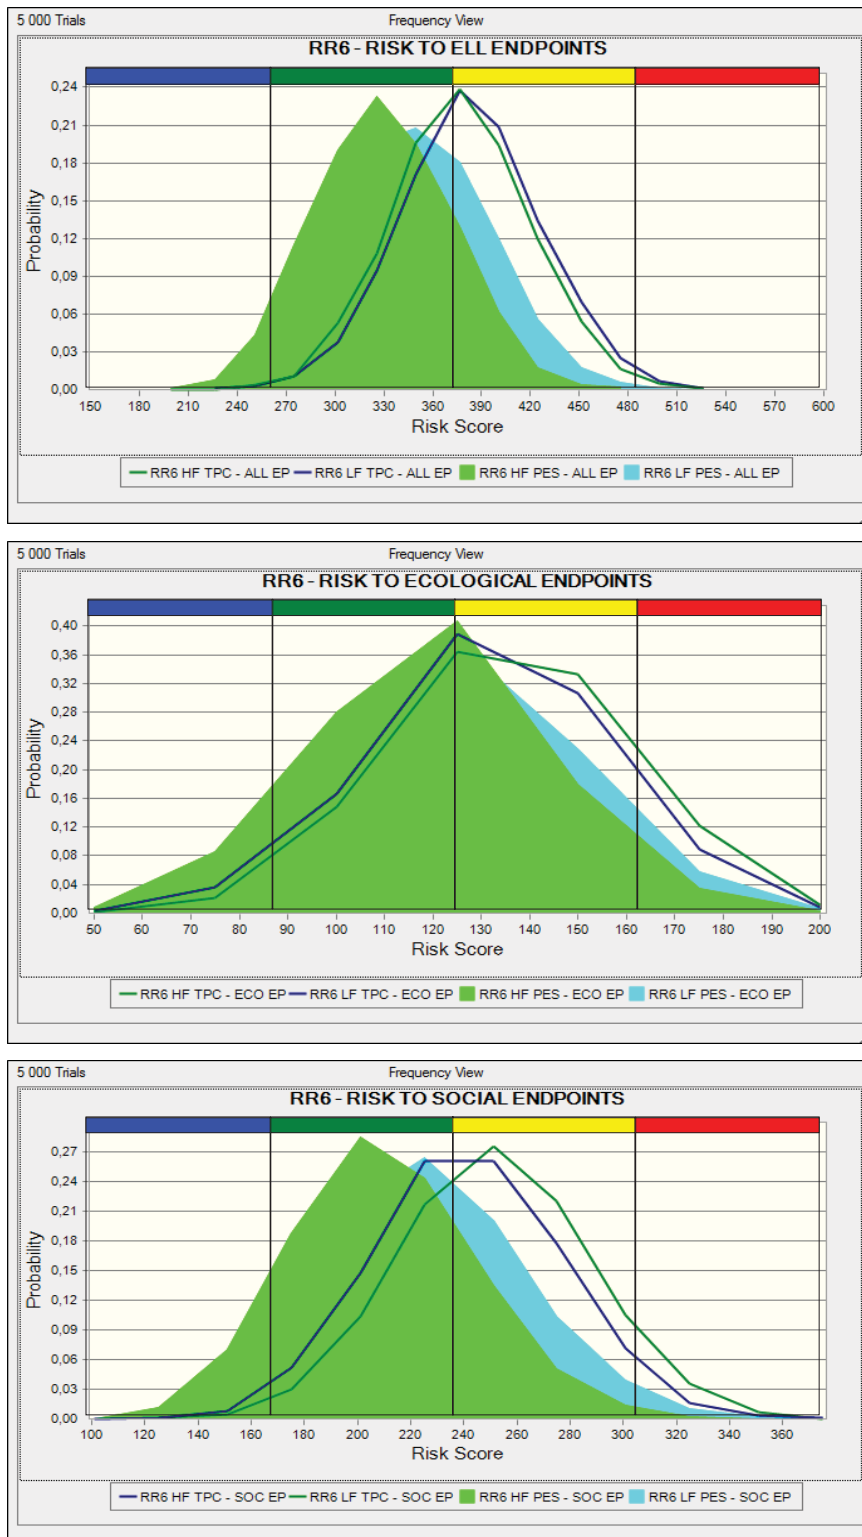 5 000 Trials Frequency View
RR6 - RISK TO ELL ENDPOINTS
0,24
0,21
0,18
0,15
0,12
0,09
0,06
0,03
0,00
Probability
150 180 210 240 270 300 330 360 390 420 450 480 510 540 570 600
Risk Score
RR6 HF TPC - ALL EP RR6 LF TPC - ALL EP RR6 HF PES - ALL EP RR6 LF PES - ALL EP
5 000 Trials Frequency View
RR6 - RISK TO ECOLOGICAL ENDPOINTS
0,40
0,36
0,32
0,28
0,24
0,20
0,16
0,12
0,08
0,04
0,00
Probability
50 60 70 80 90 100 110 120 130 140 150 160 170 180 190 200
Risk Score
RR6 HF TPC - ECO EP RR6 LF TPC - ECO EP RR6 HF PES - ECO EP RR6 LF PES - ECO EP
5 000 Trials Frequency View
RR6 - RISK TO SOCIAL ENDPOINTS
0,27
0,24
0,21
0,18
0,15
0,12
0,09
0,06
0,03
0,00
Probability
100 120 140 160 180 200 220 240 260 280 300 320 340 360
Risk Score
RR6 HF TPC - SOC EP RR6 LF TPC - SOC EP RR6 HF PES - SOC EP RR6 LF PES - SOC EP